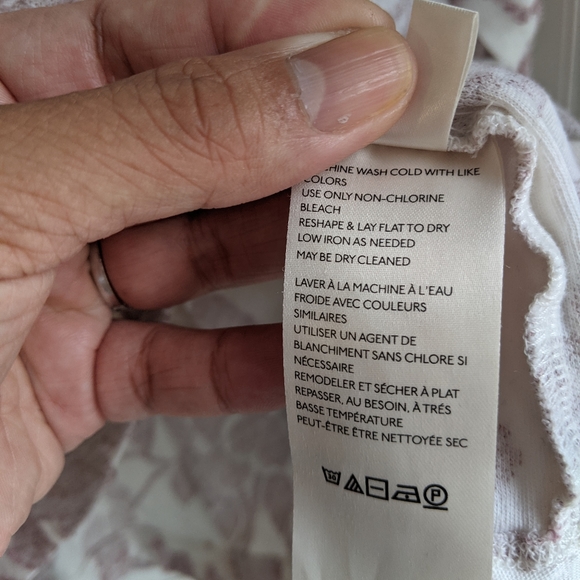 WASH COLD WITH LIKE
COLORS
USE ONLY NON-CHLORINE
BLEACH
RESHAPE & LAY FLAT TO DRY
LOW IRON AS NEEDED
MAY BE DRY CLEANED
LAVER À LA MACHINE À L'EAU
FROIDE AVEC COULEURS
SIMILAIRES
UTILISER UN AGENT DE
BLANCHIMENT SANS CHLORE SI
NÉCESSAIRE
REMODELER ET SÉCHER À PLAT
REPASSER, AU BESOIN, À TRÉS
BASSE TEMPÉRATURE
PEUT-ÊTRE ÊTRE NETTOYÉE SEC
30 P